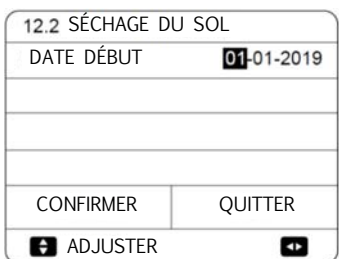 12.2 SÉCHAGE DU SOL
DATE DÉBUT 01-01-2019
CONFIRMER QUITTER
ADJUSTER